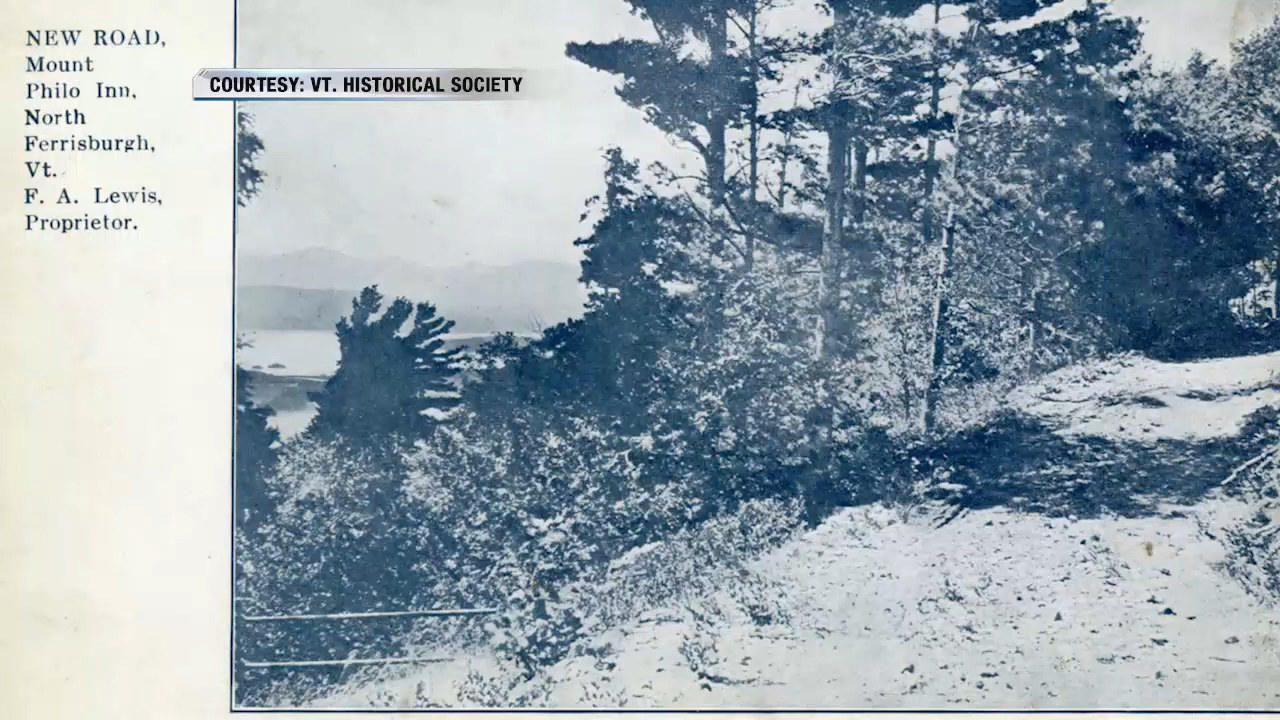 NEW ROAD,
Mount
Philo Inn,
North
Ferrisburgh,
Vt.
F. A. Lewis,
Proprietor.
COURTESY: VT. HISTORICAL SOCIETY